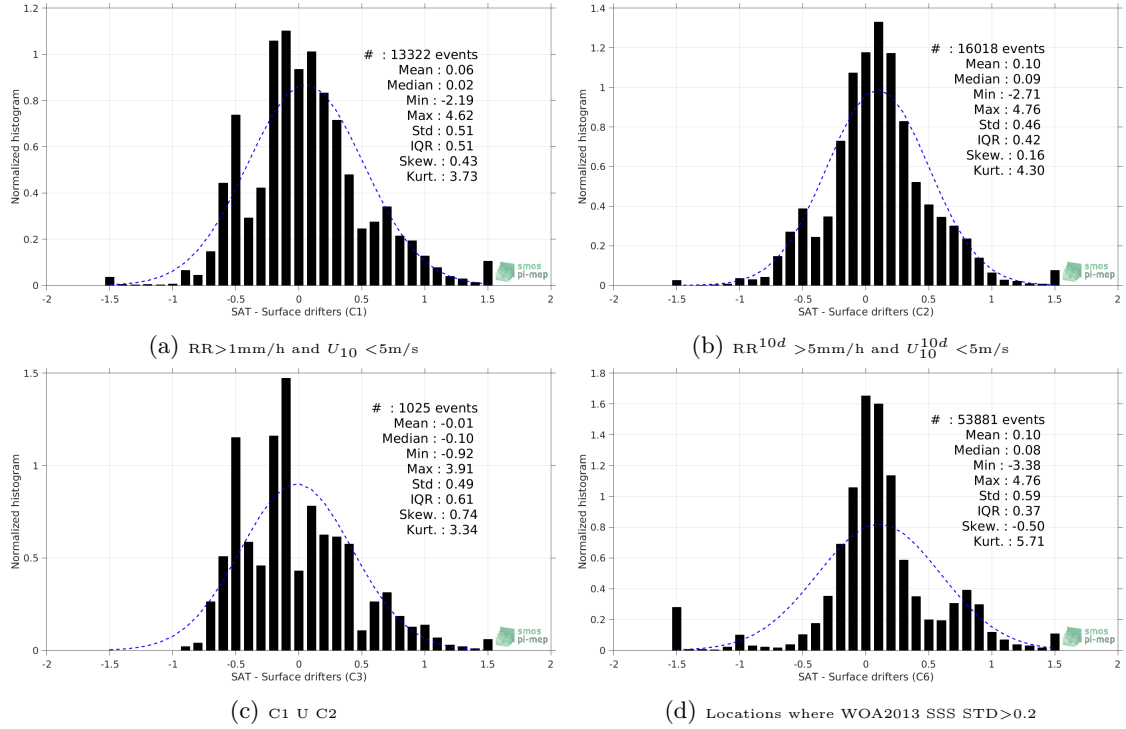 1.2
1
0.8
0.6
0.4
0.2
0
Normalized histogram
# : 13322 events
Mean : 0.06
Median : 0.02
Min : -2.19
Max : 4.62
Std : 0.51
IQR : 0.51
Skew. : 0.43
Kurt. : 3.73
smos
pi-mep
-2 -1.5 -1 -0.5 0 0.5 1 1.5 2
SAT - Surface drifters (C1)
(a) RR>1mm/h and U10 <5m/s
1.4
1.2
1
0.8
0.6
0.4
0.2
0
Normalized histogram
# : 16018 events
Mean : 0.10
Median : 0.09
Min : -2.71
Max : 4.76
Std : 0.46
IQR : 0.42
Skew. : 0.16
Kurt. : 4.30
smos
pi-mep
-2 -1.5 -1 -0.5 0 0.5 1 1.5 2
SAT - Surface drifters (C2)
(b) RR10d >5mm/h and U10d10 <5m/s
1.5
1
0.5
0
Normalized histogram
# : 1025 events
Mean : -0.01
Median : -0.10
Min : -0.92
Max : 3.91
Std : 0.49
IQR : 0.61
Skew. : 0.74
Kurt. : 3.34
smos
pi-mep
-2 -1.5 -1 -0.5 0 0.5 1 1.5 2
SAT - Surface drifters (C3)
(c) C1 U C2
1.8
1.6
1.4
1.2
1
0.8
0.6
0.4
0.2
0
Normalized histogram
# : 53881 events
Mean : 0.10
Median : 0.08
Min : -3.38
Max : 4.76
Std : 0.59
IQR : 0.37
Skew. : -0.50
Kurt. : 5.71
smos
pi-mep
-2 -1.5 -1 -0.5 0 0.5 1 1.5 2
SAT - Surface drifters (C6)
(d) Locations where WOA2013 SSS STD>0.2